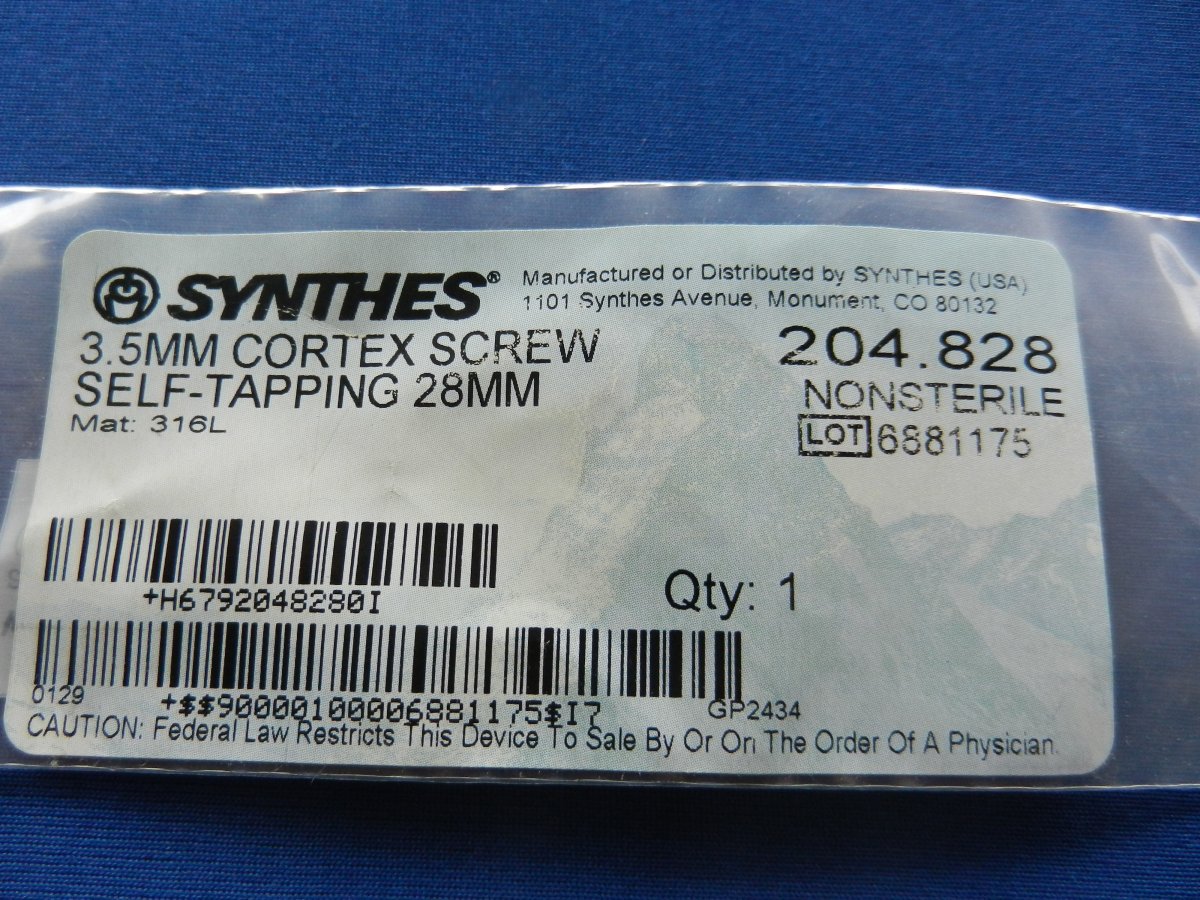 SYNTHES® Manufactured or Distributed by SYNTHES (USA)
1101 Synthes Avenue, Monument, CO 80132
3.5MM CORTEX SCREW
SELF-TAPPING 28MM
Mat: 316L
204.828
NONSTERILE
LOT 6881175
+H6792048280I
Qty: 1
0129
+$$90000100006881175$I7
GP2434
CAUTION: Federal Law Restricts This Device To Sale By Or On The Order Of A Physician.